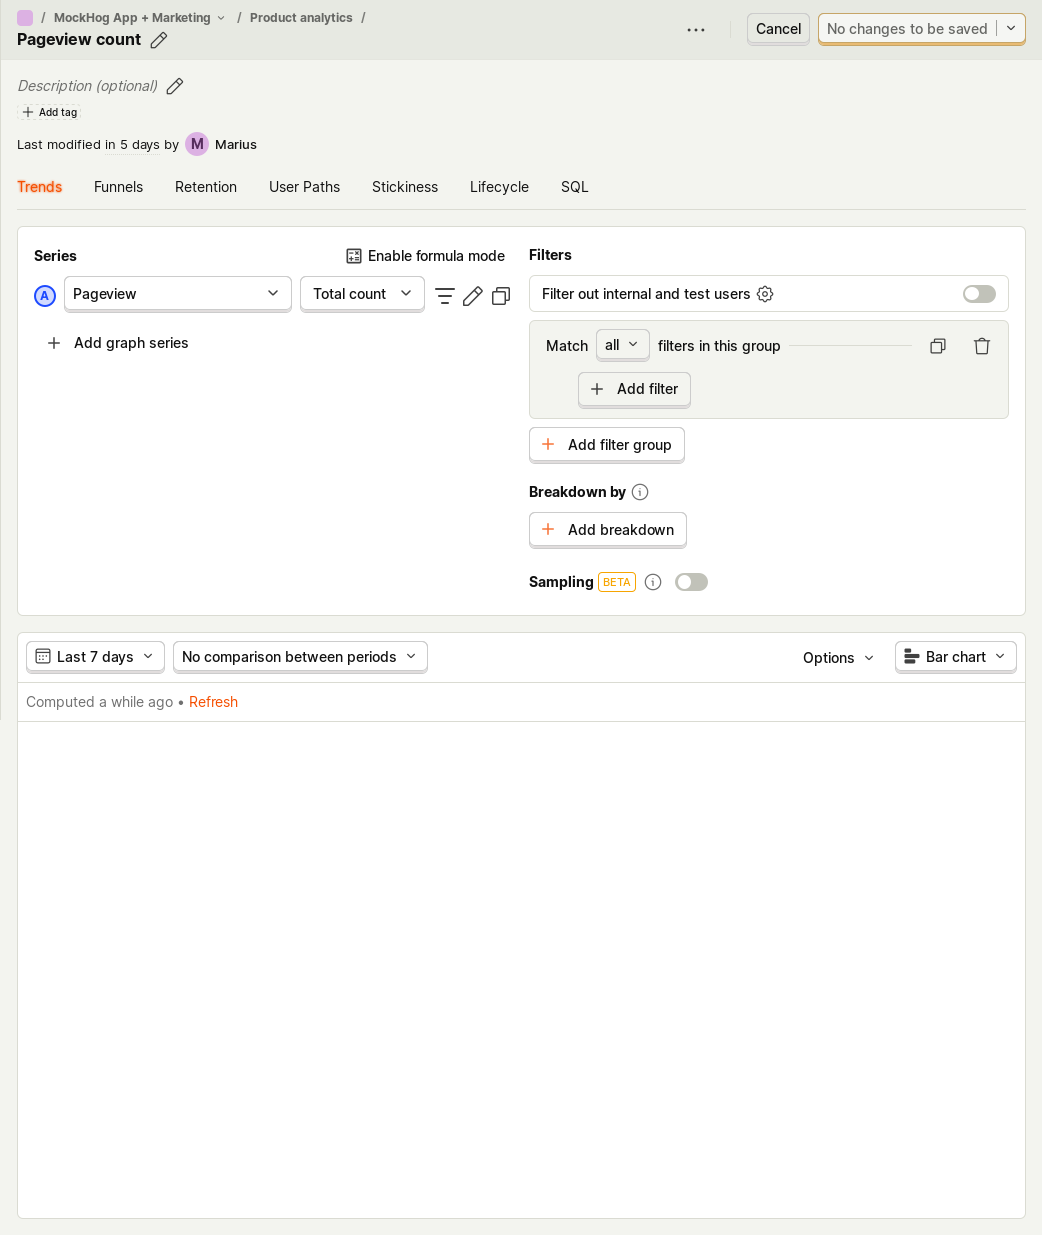 / MockHog App + Marketing / Product analytics /
Pageview count
Cancel
No changes to be saved
Description (optional)
Add tag
Last modified in 5 days by M Marius
Trends Funnels Retention User Paths Stickiness Lifecycle SQL
Series
Enable formula mode
A Pageview Total count
Add graph series
Filters
Filter out internal and test users
Match all filters in this group
Add filter
Add filter group
Breakdown by
Add breakdown
Sampling BETA
Last 7 days No comparison between periods Options Bar chart
Computed a while ago • Refresh